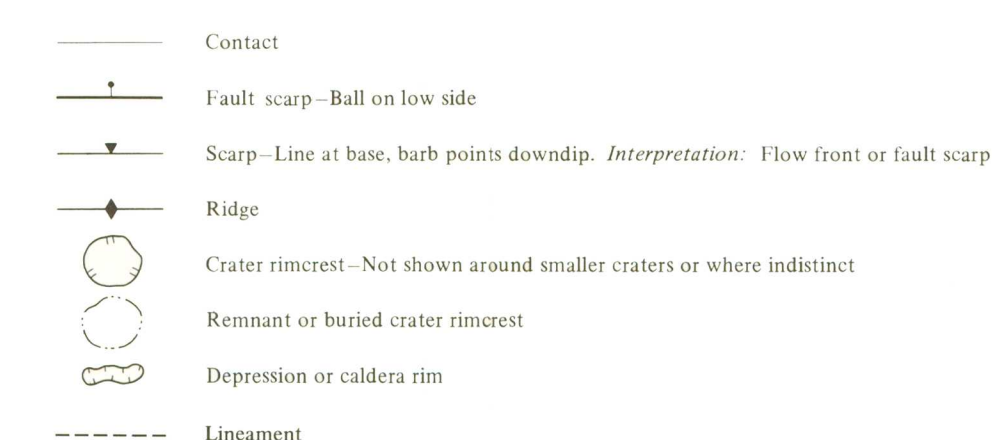 Contact
Fault scarp—Ball on low side
Scarp—Line at base, barb points downdip. Interpretation: Flow front or fault scarp
Ridge
Crater rimcrest—Not shown around smaller craters or where indistinct
Remnant or buried crater rimcrest
Depression or caldera rim
Lineament